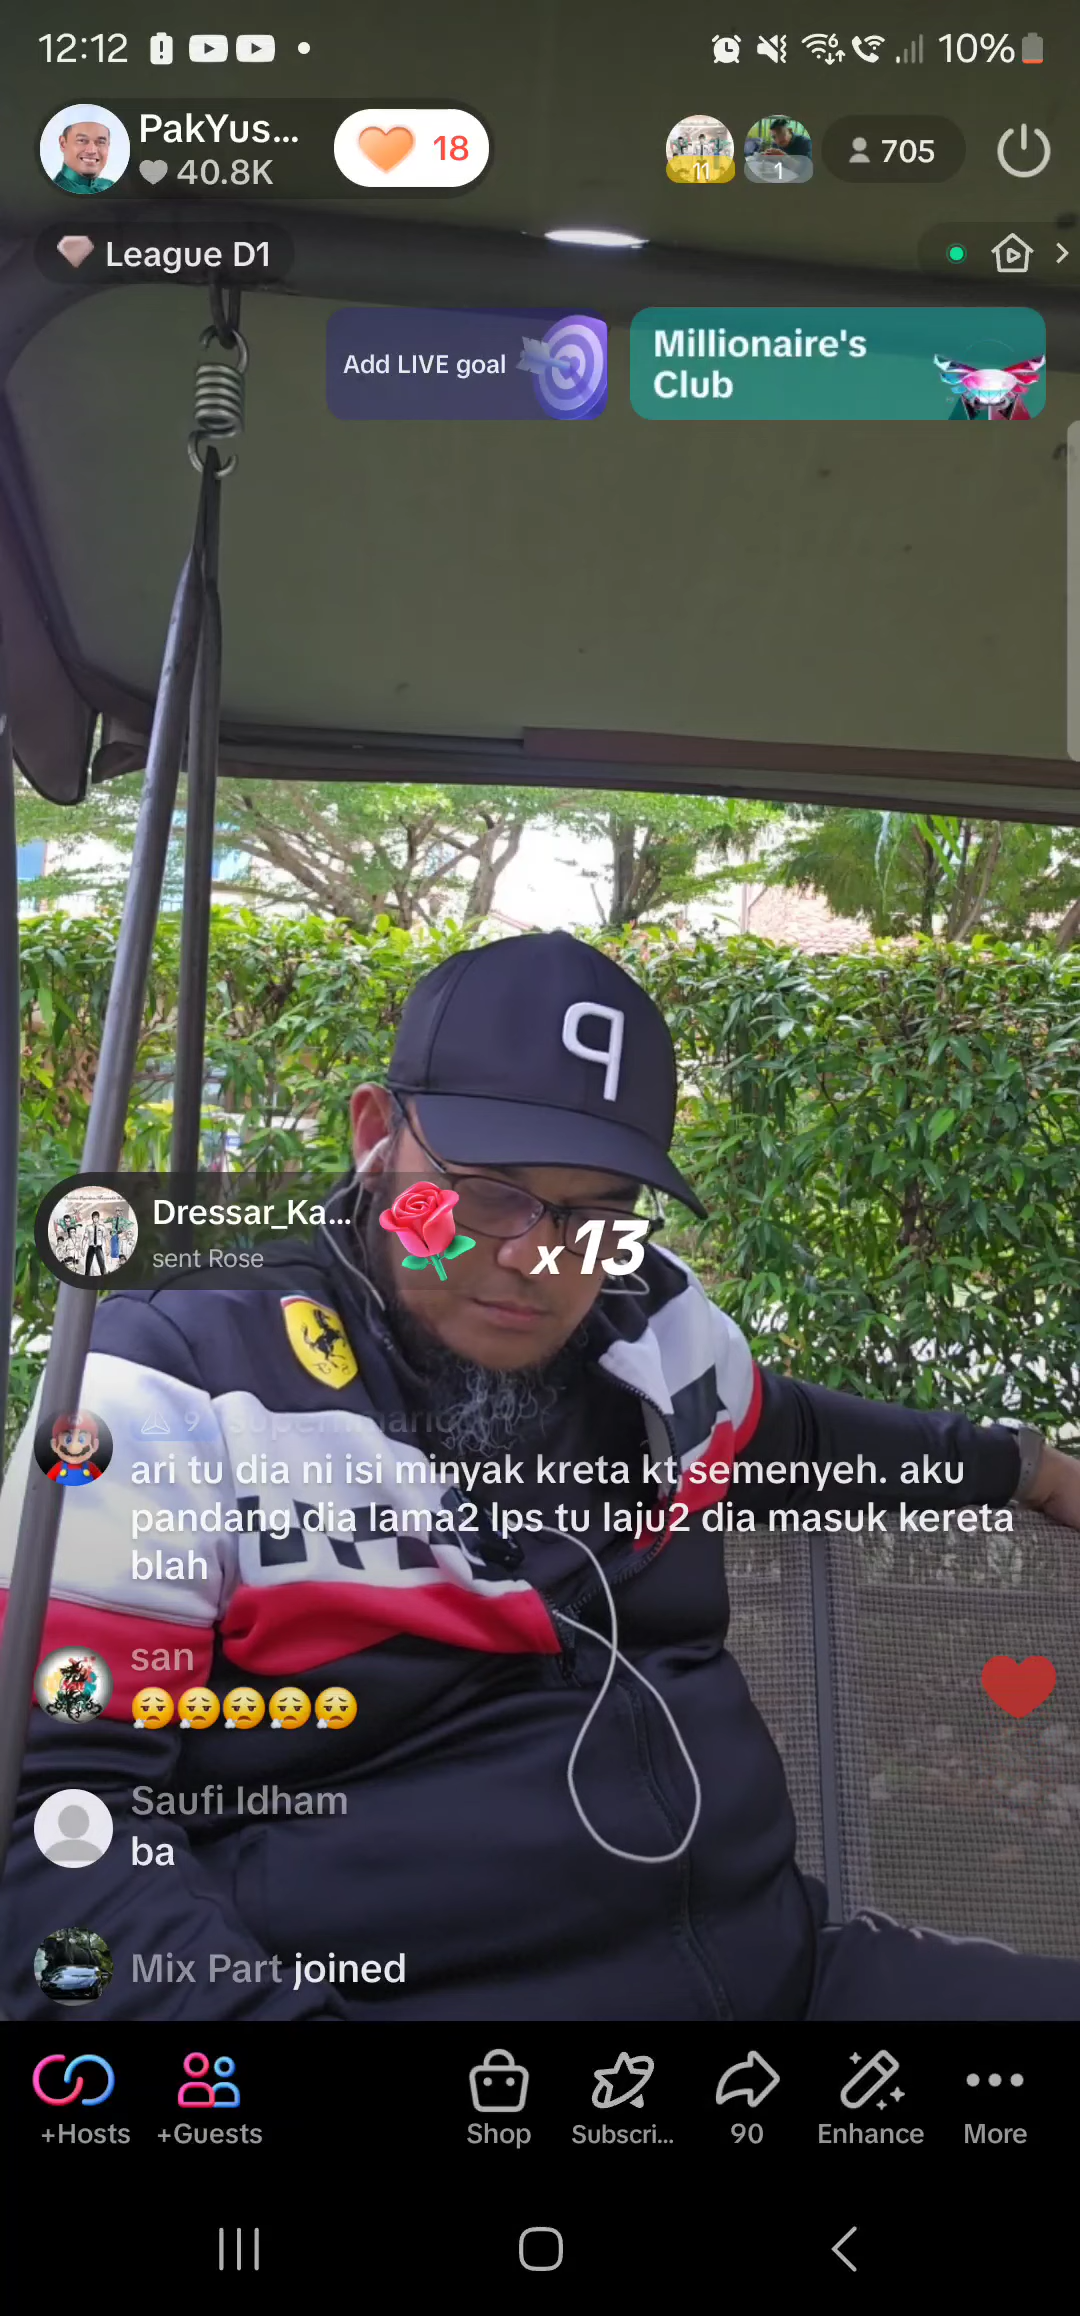 12:12
10%
PakYus...
40.8K
18
11
1
705
League D1
Add LIVE goal
Millionaire's
Club
Dressar_Ka...
sent Rose
x13
9
ari tu dia ni isi minyak kreta kt semenyeh. aku
pandang dia lama2 lps tu laju2 dia masuk kereta
blah
san
Saufi Idham
ba
Mix Part joined
+Hosts
+Guests
Shop
Subscri...
90
Enhance
More